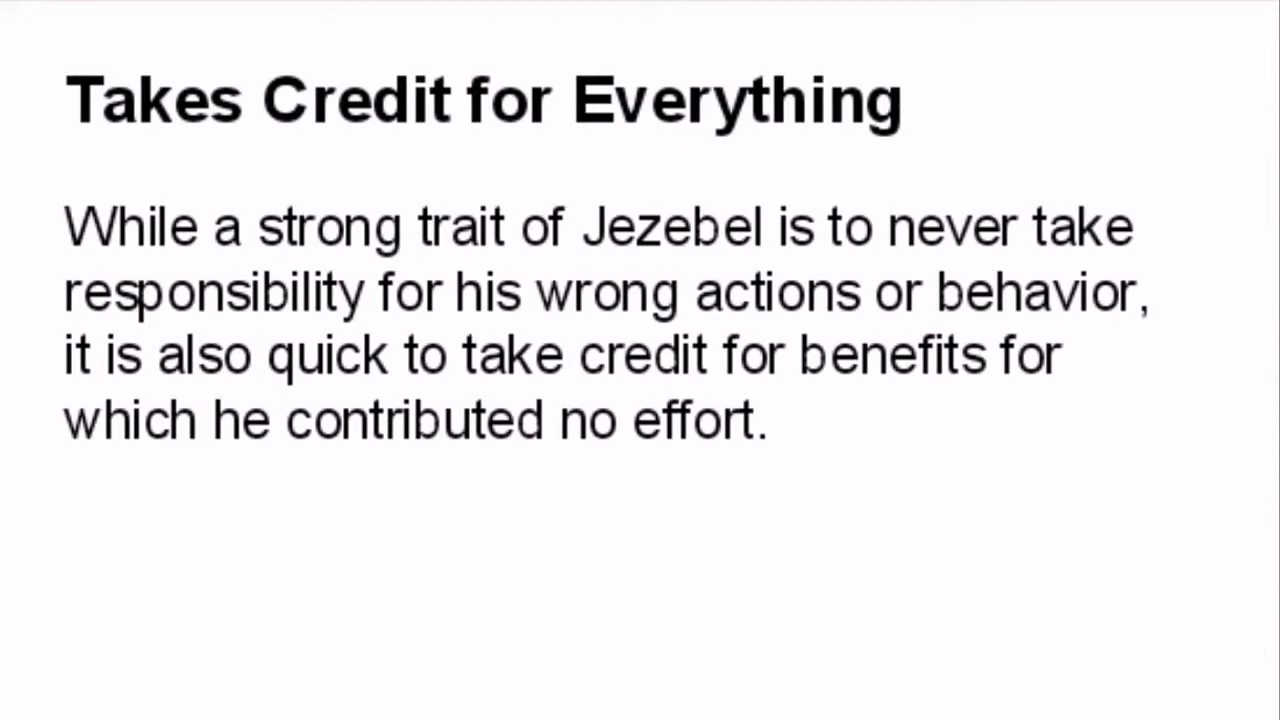 Takes Credit for Everything
While a strong trait of Jezebel is to never take
responsibility for his wrong actions or behavior,
it is also quick to take credit for benefits for
which he contributed no effort.